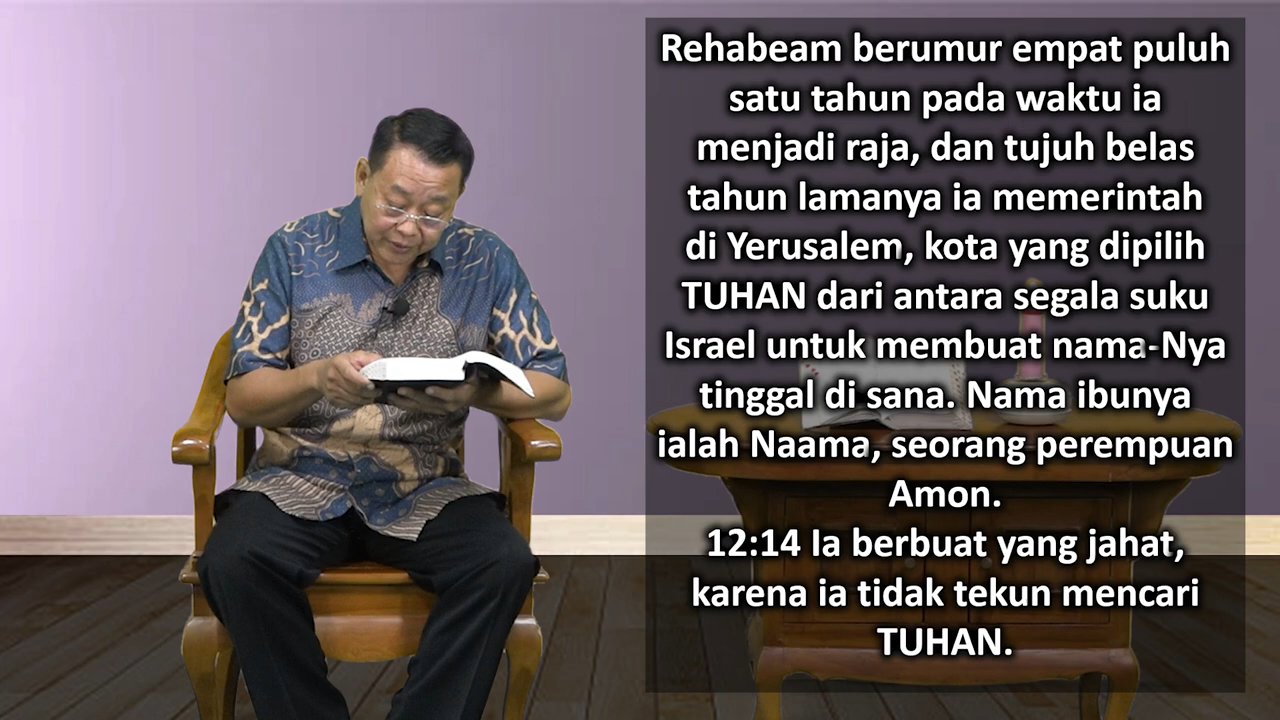 Rehabeam berumur empat puluh
satu tahun pada waktu ia
menjadi raja, dan tujuh belas
tahun lamanya ia memerintah
di Yerusalem, kota yang dipilih
TUHAN dari antara segala suku
Israel untuk membuat nama-Nya
tinggal di sana. Nama ibunya
ialah Naama, seorang perempuan
Amon.
12:14 Ia berbuat yang jahat,
karena ia tidak tekun mencari
TUHAN.